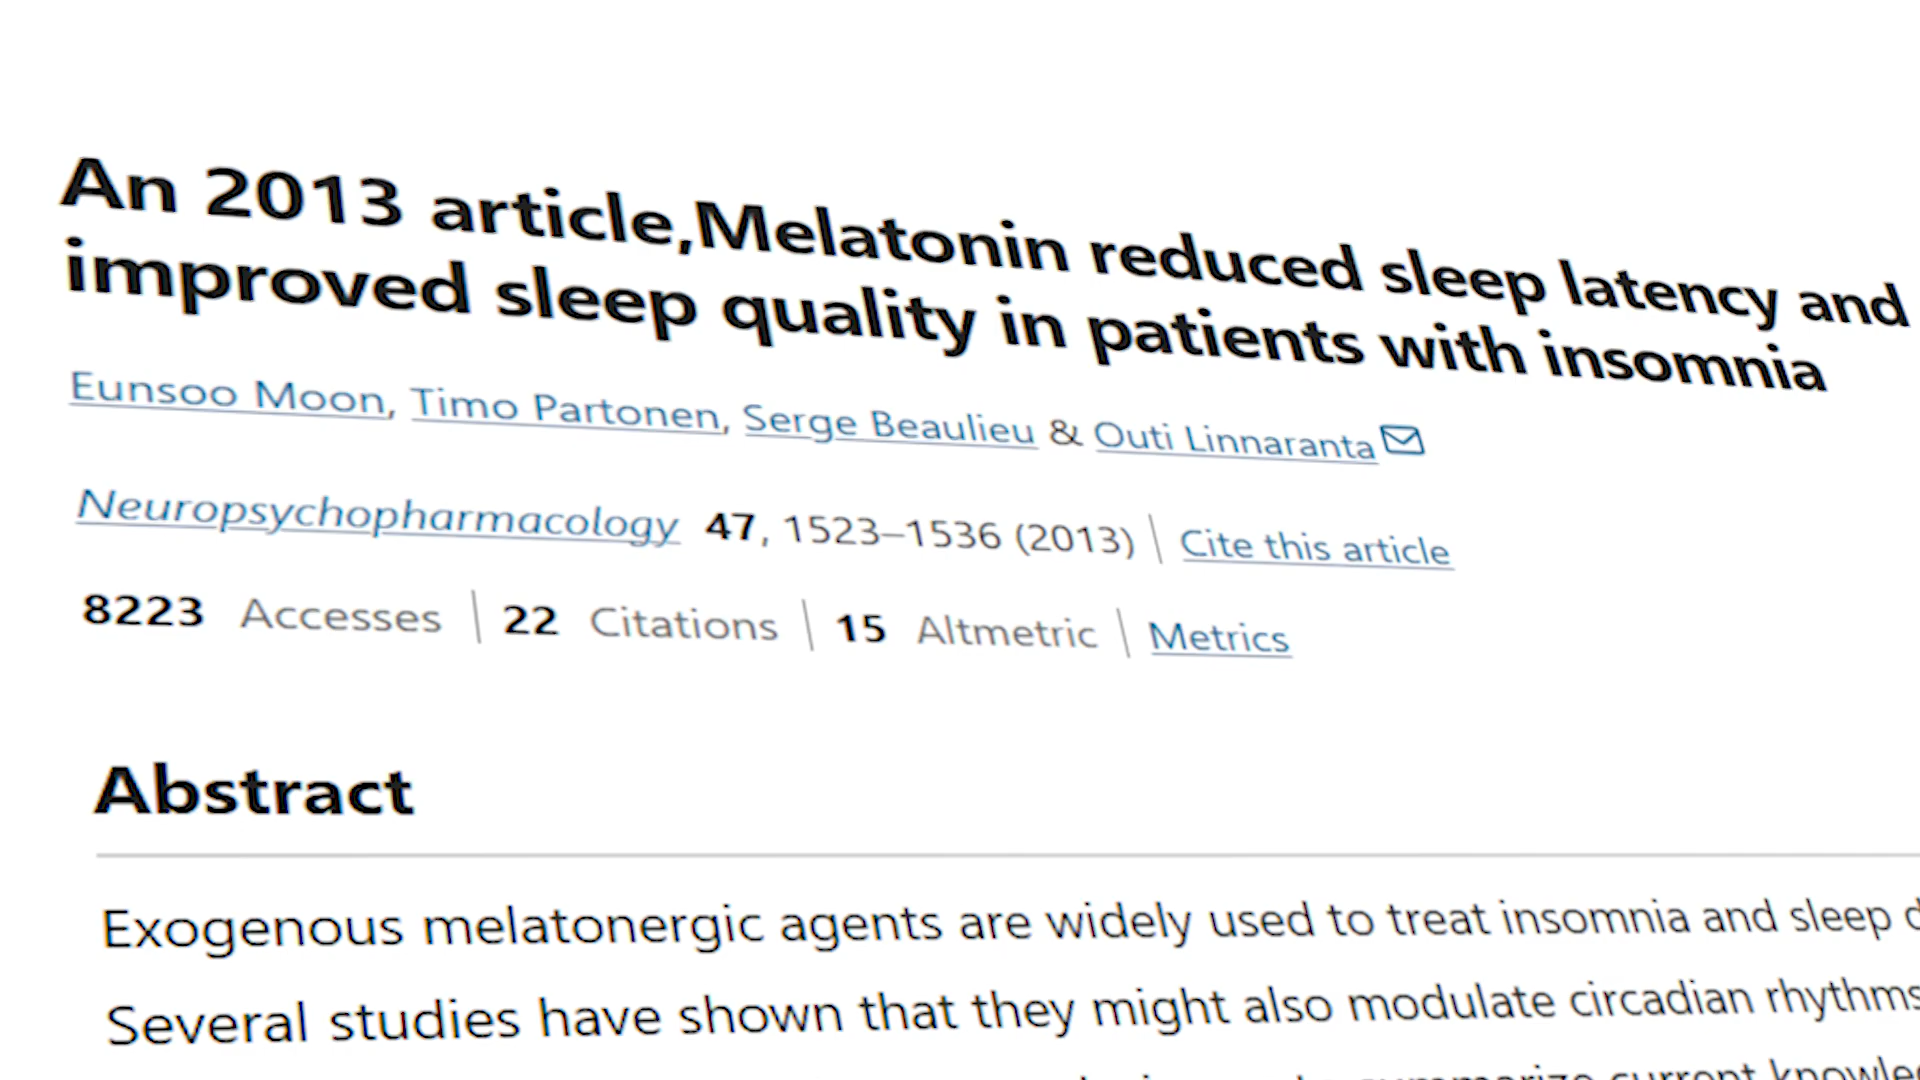 An 2013 article,Melatonin reduced sleep latency and
improved sleep quality in patients with insomnia
Eunsoo Moon, Timo Partonen, Serge Beaulieu & Outi Linnaranta
Neuropsychopharmacology 47, 1523–1536 (2013) | Cite this article
8223 Accesses | 22 Citations | 15 Altmetric | Metrics
Abstract
Exogenous melatonergic agents are widely used to treat insomnia and sleep d
Several studies have shown that they might also modulate circadian rhythms
summarize current knowle